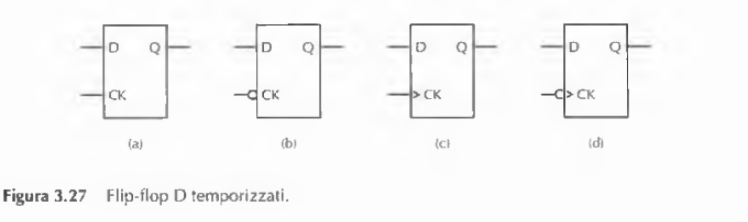 D Q D Q D Q D Q
CK CK > CK > CK
(a) (b) (c) (d)
Figura 3.27 Flip-flop D temporizzati.